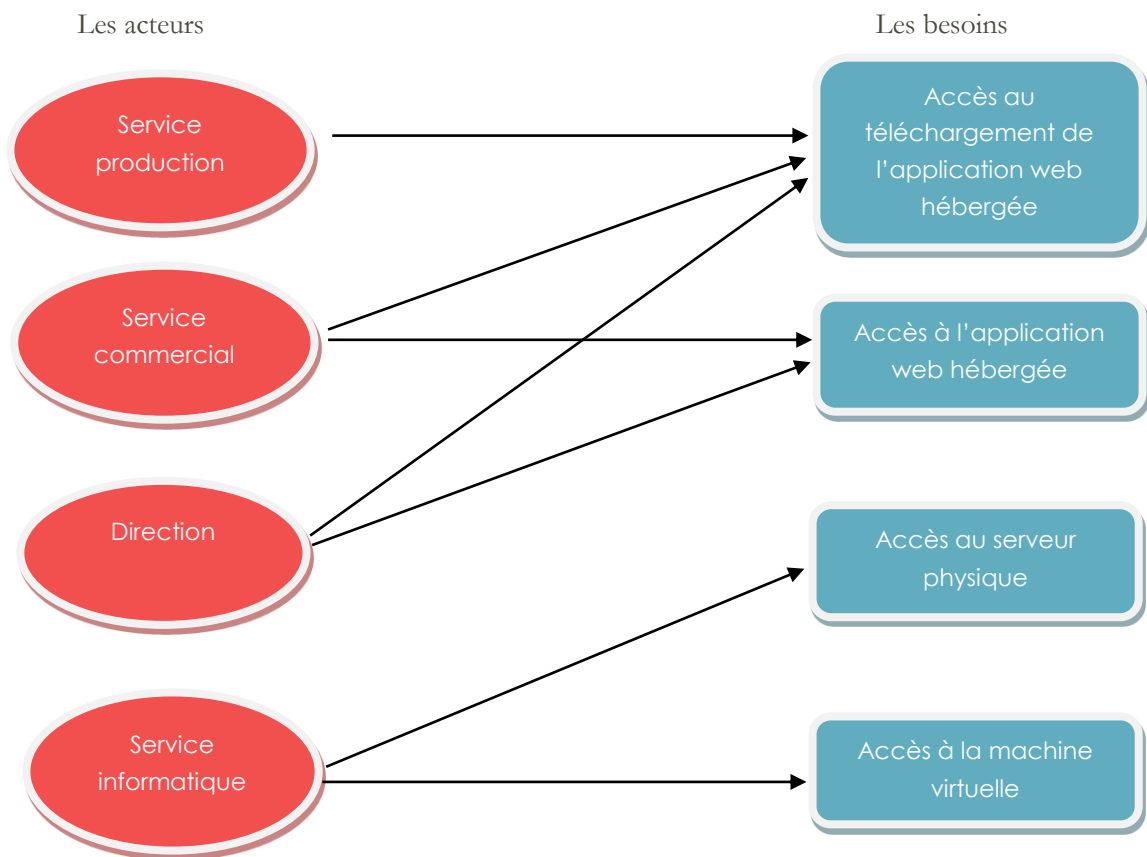 Les acteurs
Les besoins
Service
production
Accès au
téléchargement de
l’application web
hébergée
Service
commercial
Accès à l’application
web hébergée
Direction
Accès au serveur
physique
Service
informatique
Accès à la machine
virtuelle